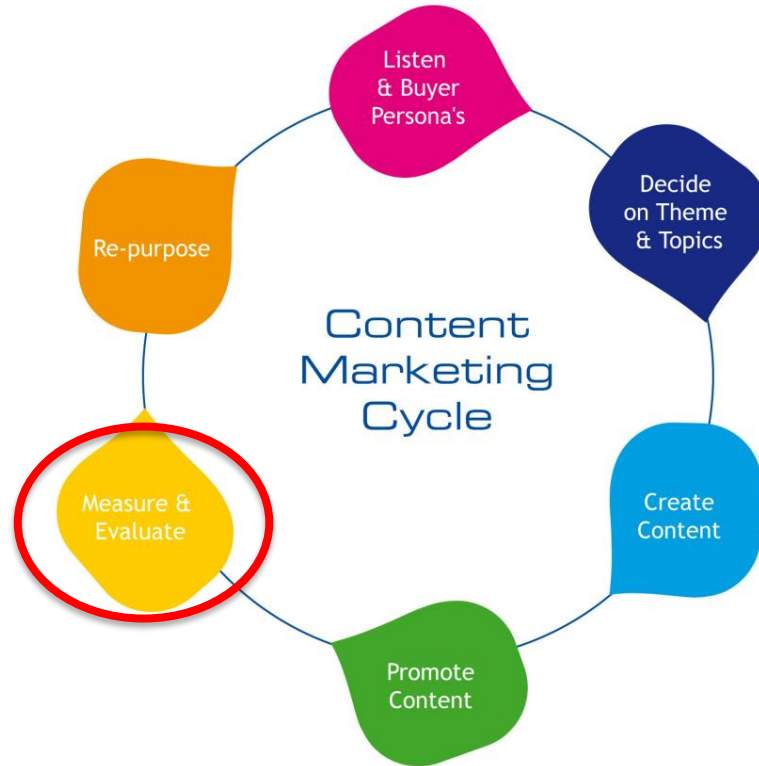 Listen
& Buyer
Persona's
Decide
on Theme
& Topics
Re-purpose
Content
Marketing
Cycle
Measure &
Evaluate
Create
Content
Promote
Content